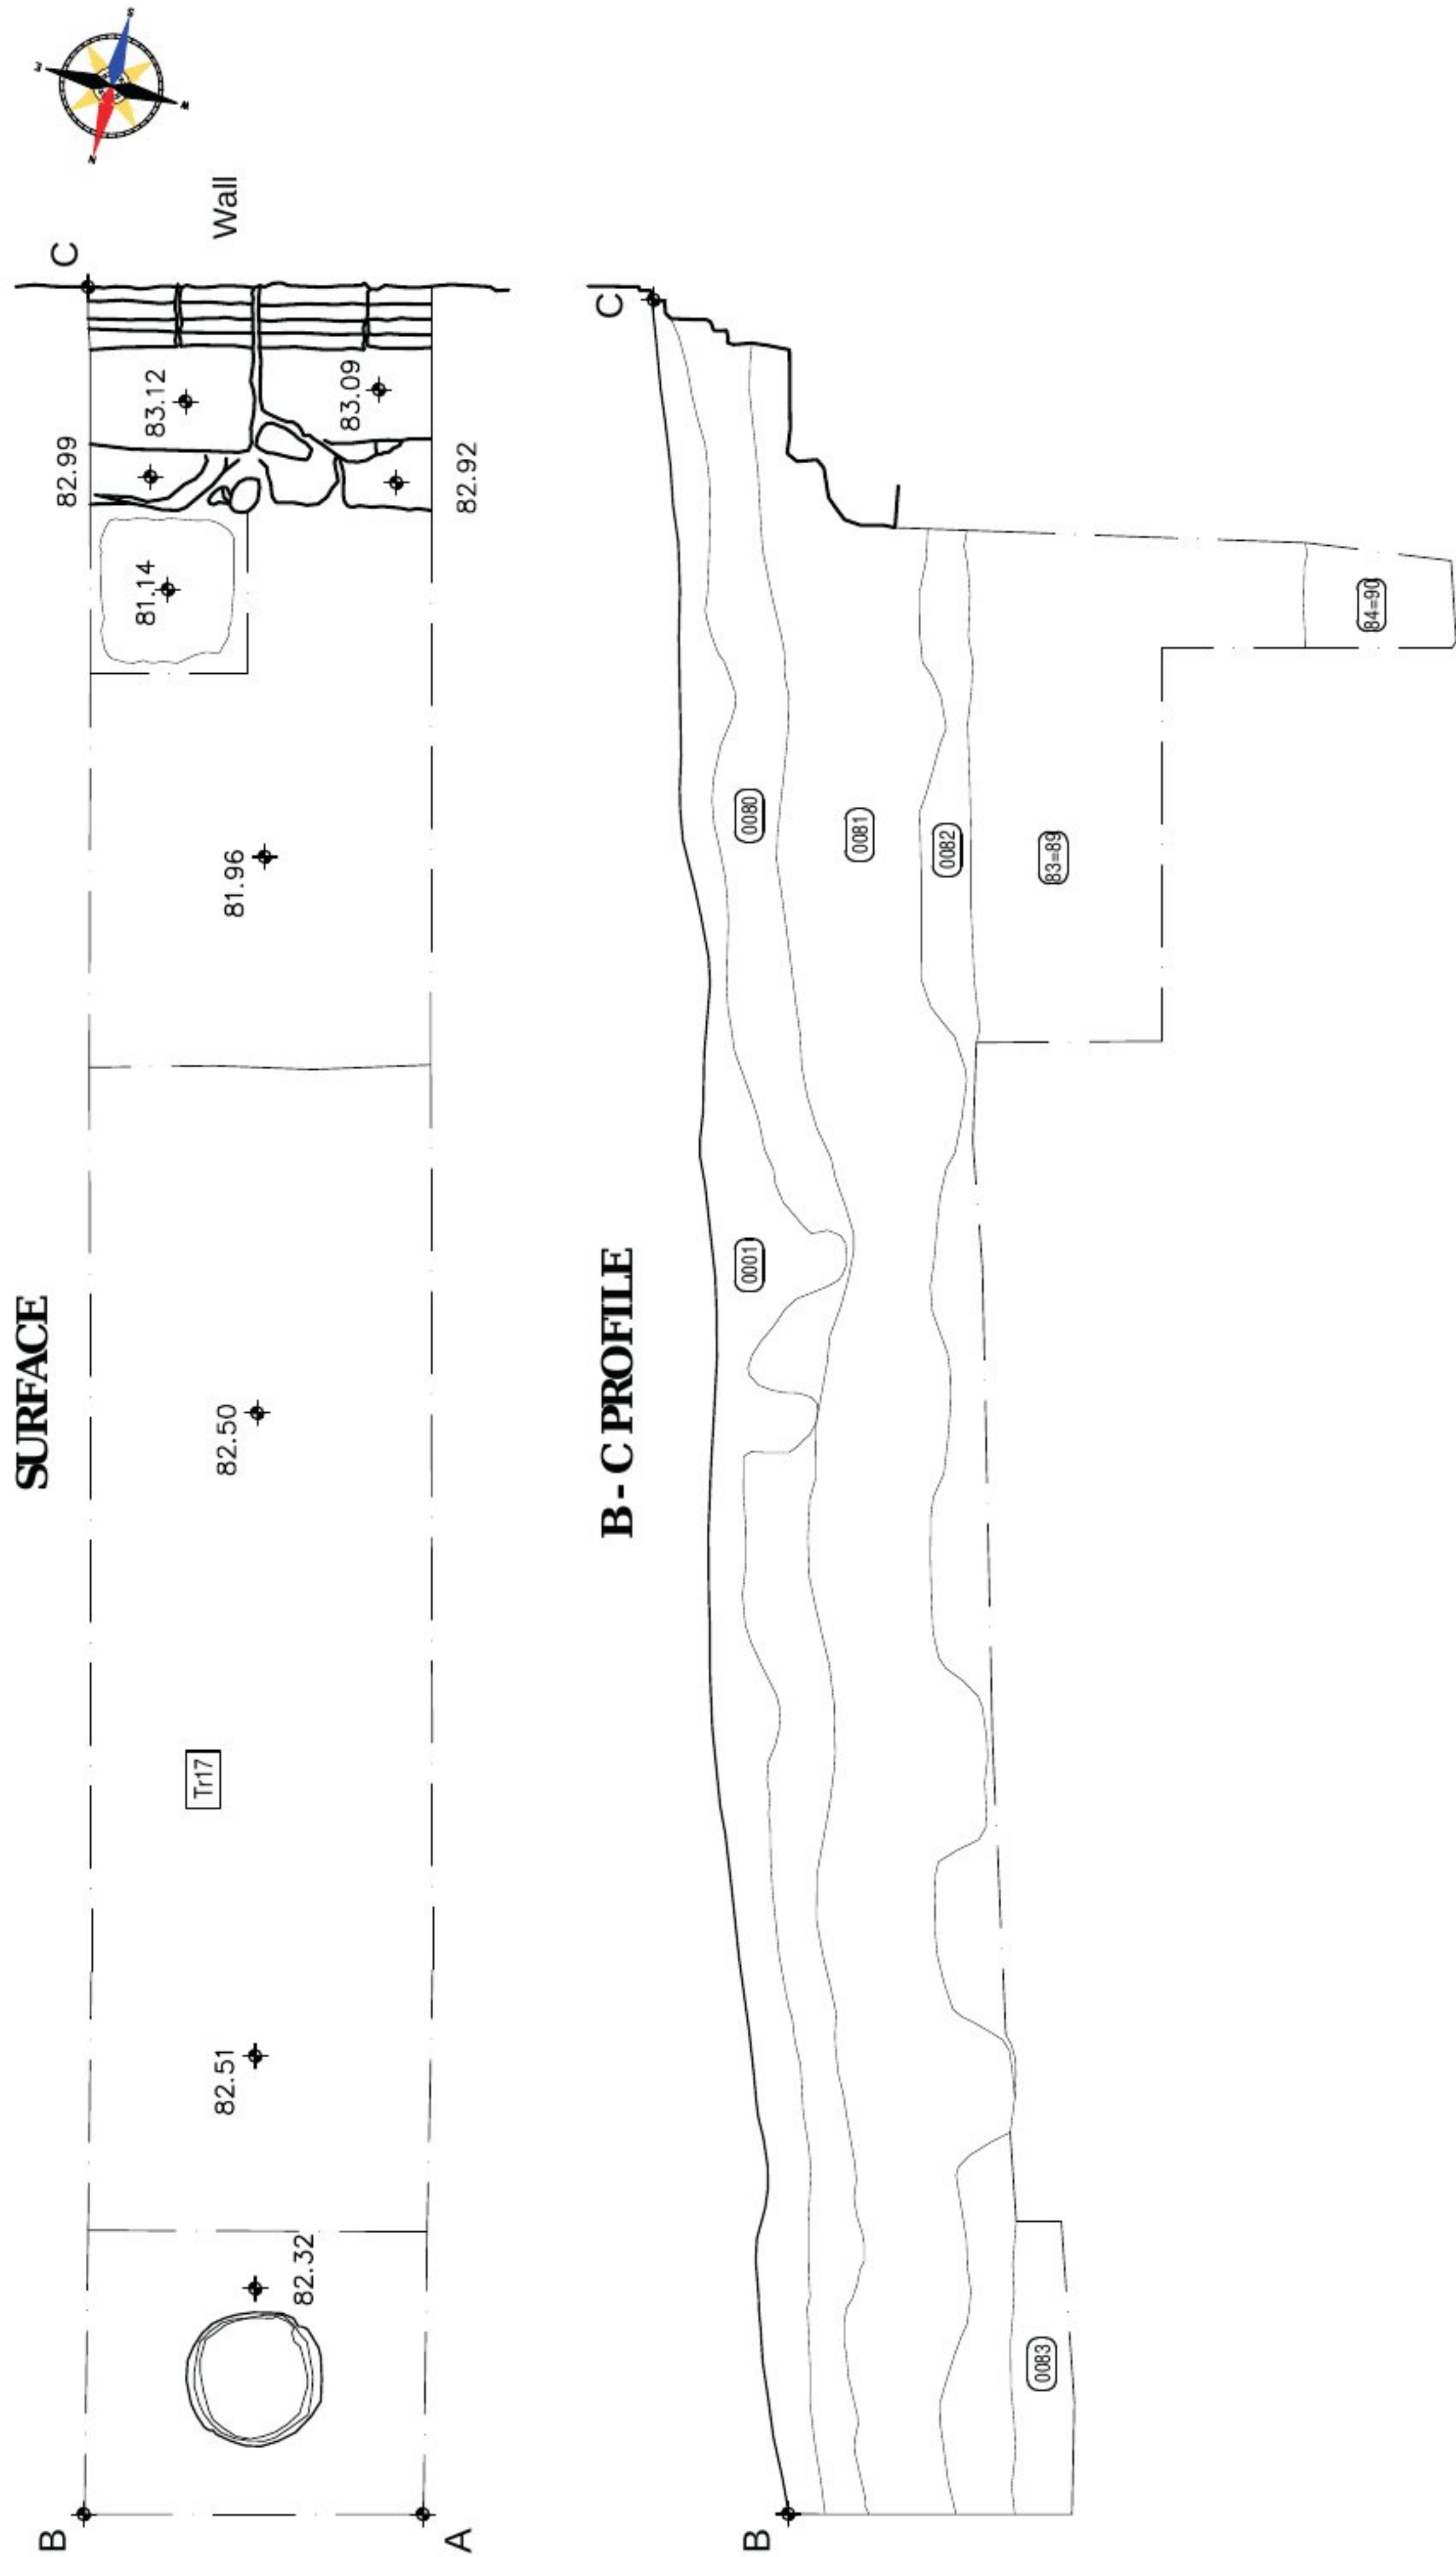 S
E
W
N
SURFACE
B
A
C
Wall
82.32
82.51
Tr17
82.50
81.96
81.14
82.99
83.12
83.09
82.92
B - C PROFILE
B
C
0001
0080
0081
0082
83=89
84=90
0083